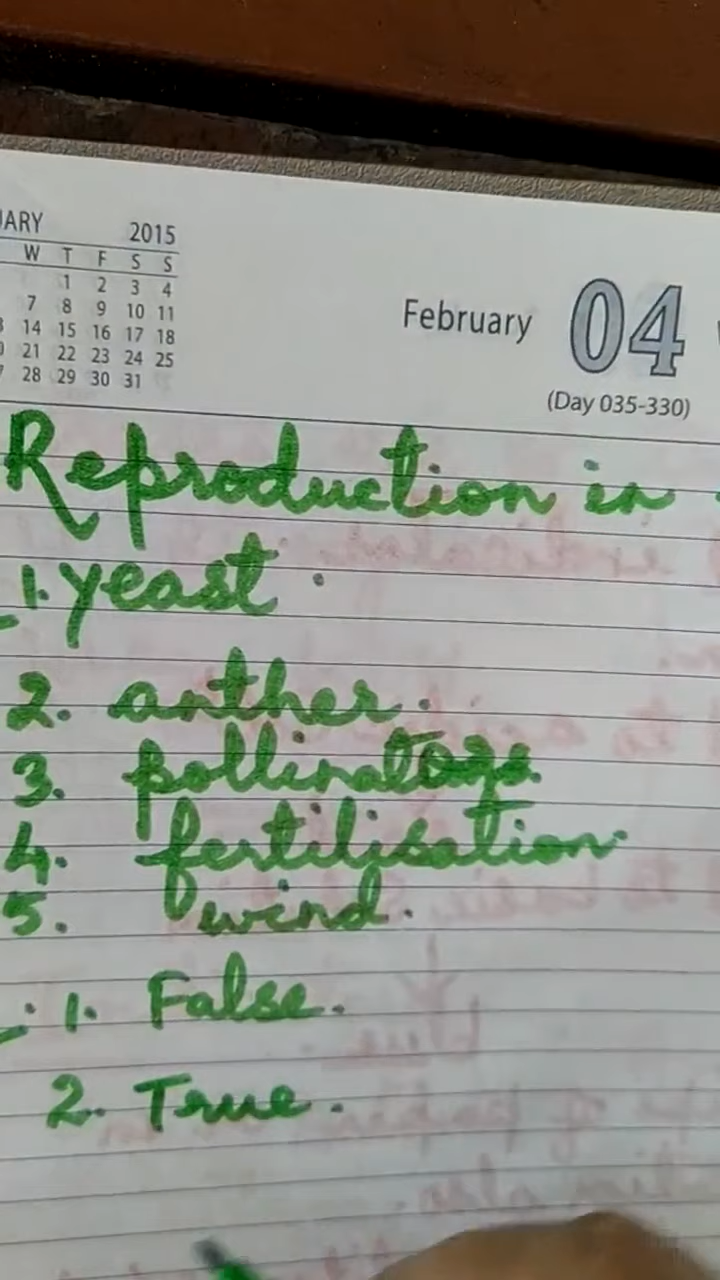 UARY 2015
W T F S S
1 2 3 4
7 8 9 10 11
14 15 16 17 18
21 22 23 24 25
28 29 30 31
February 04
(Day 035-330)
Reproduction in
1. yeast.
2. anther.
3.
4. fertilisation.
5. wind.
1. False.
2. True.